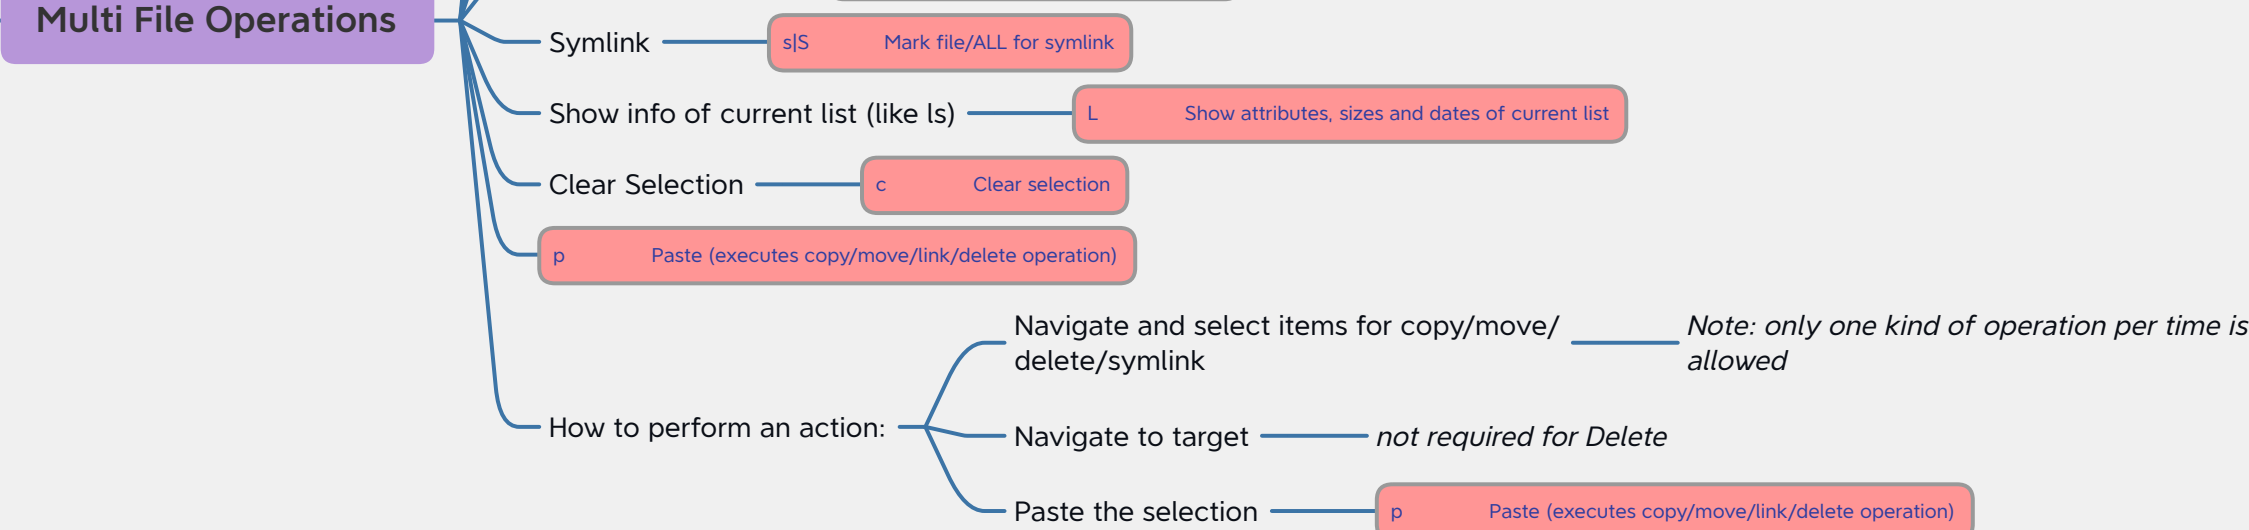 Multi File Operations
Symlink
s|S Mark file/ALL for symlink
Show info of current list (like ls)
L Show attributes, sizes and dates of current list
Clear Selection
c Clear selection
p Paste (executes copy/move/link/delete operation)
How to perform an action:
Navigate and select items for copy/move/
delete/symlink
Note: only one kind of operation per time is
allowed
Navigate to target
not required for Delete
Paste the selection
p Paste (executes copy/move/link/delete operation)